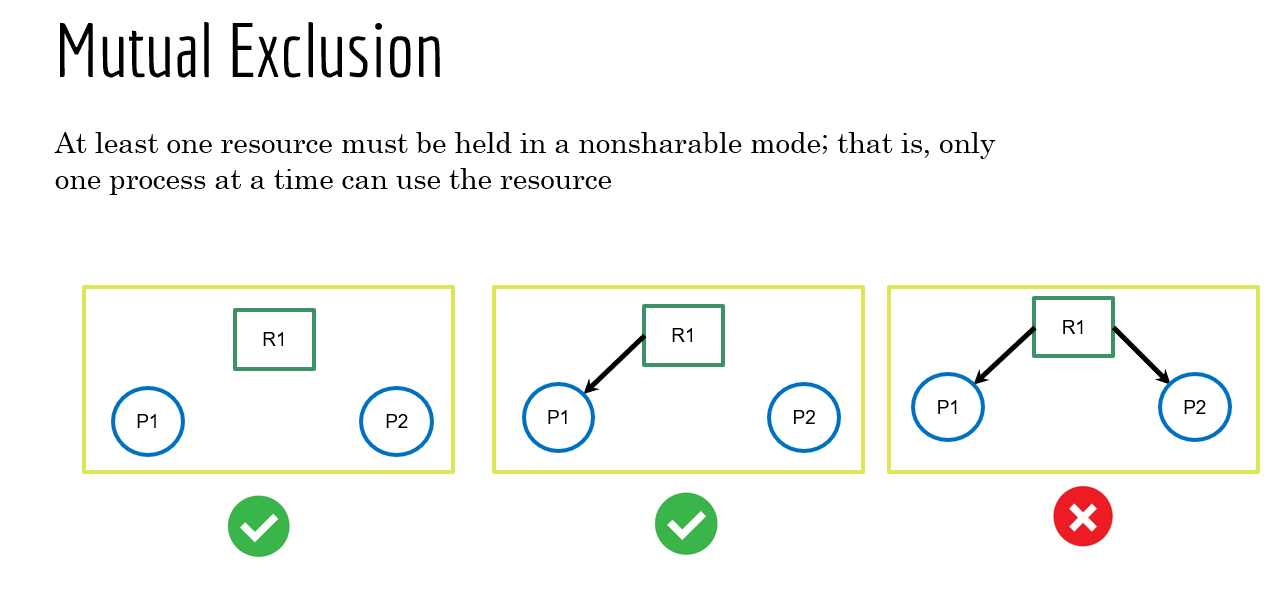 Mutual Exclusion
At least one resource must be held in a nonsharable mode; that is, only
one process at a time can use the resource
R1
P1
P2
R1
P1
P2
R1
P1
P2